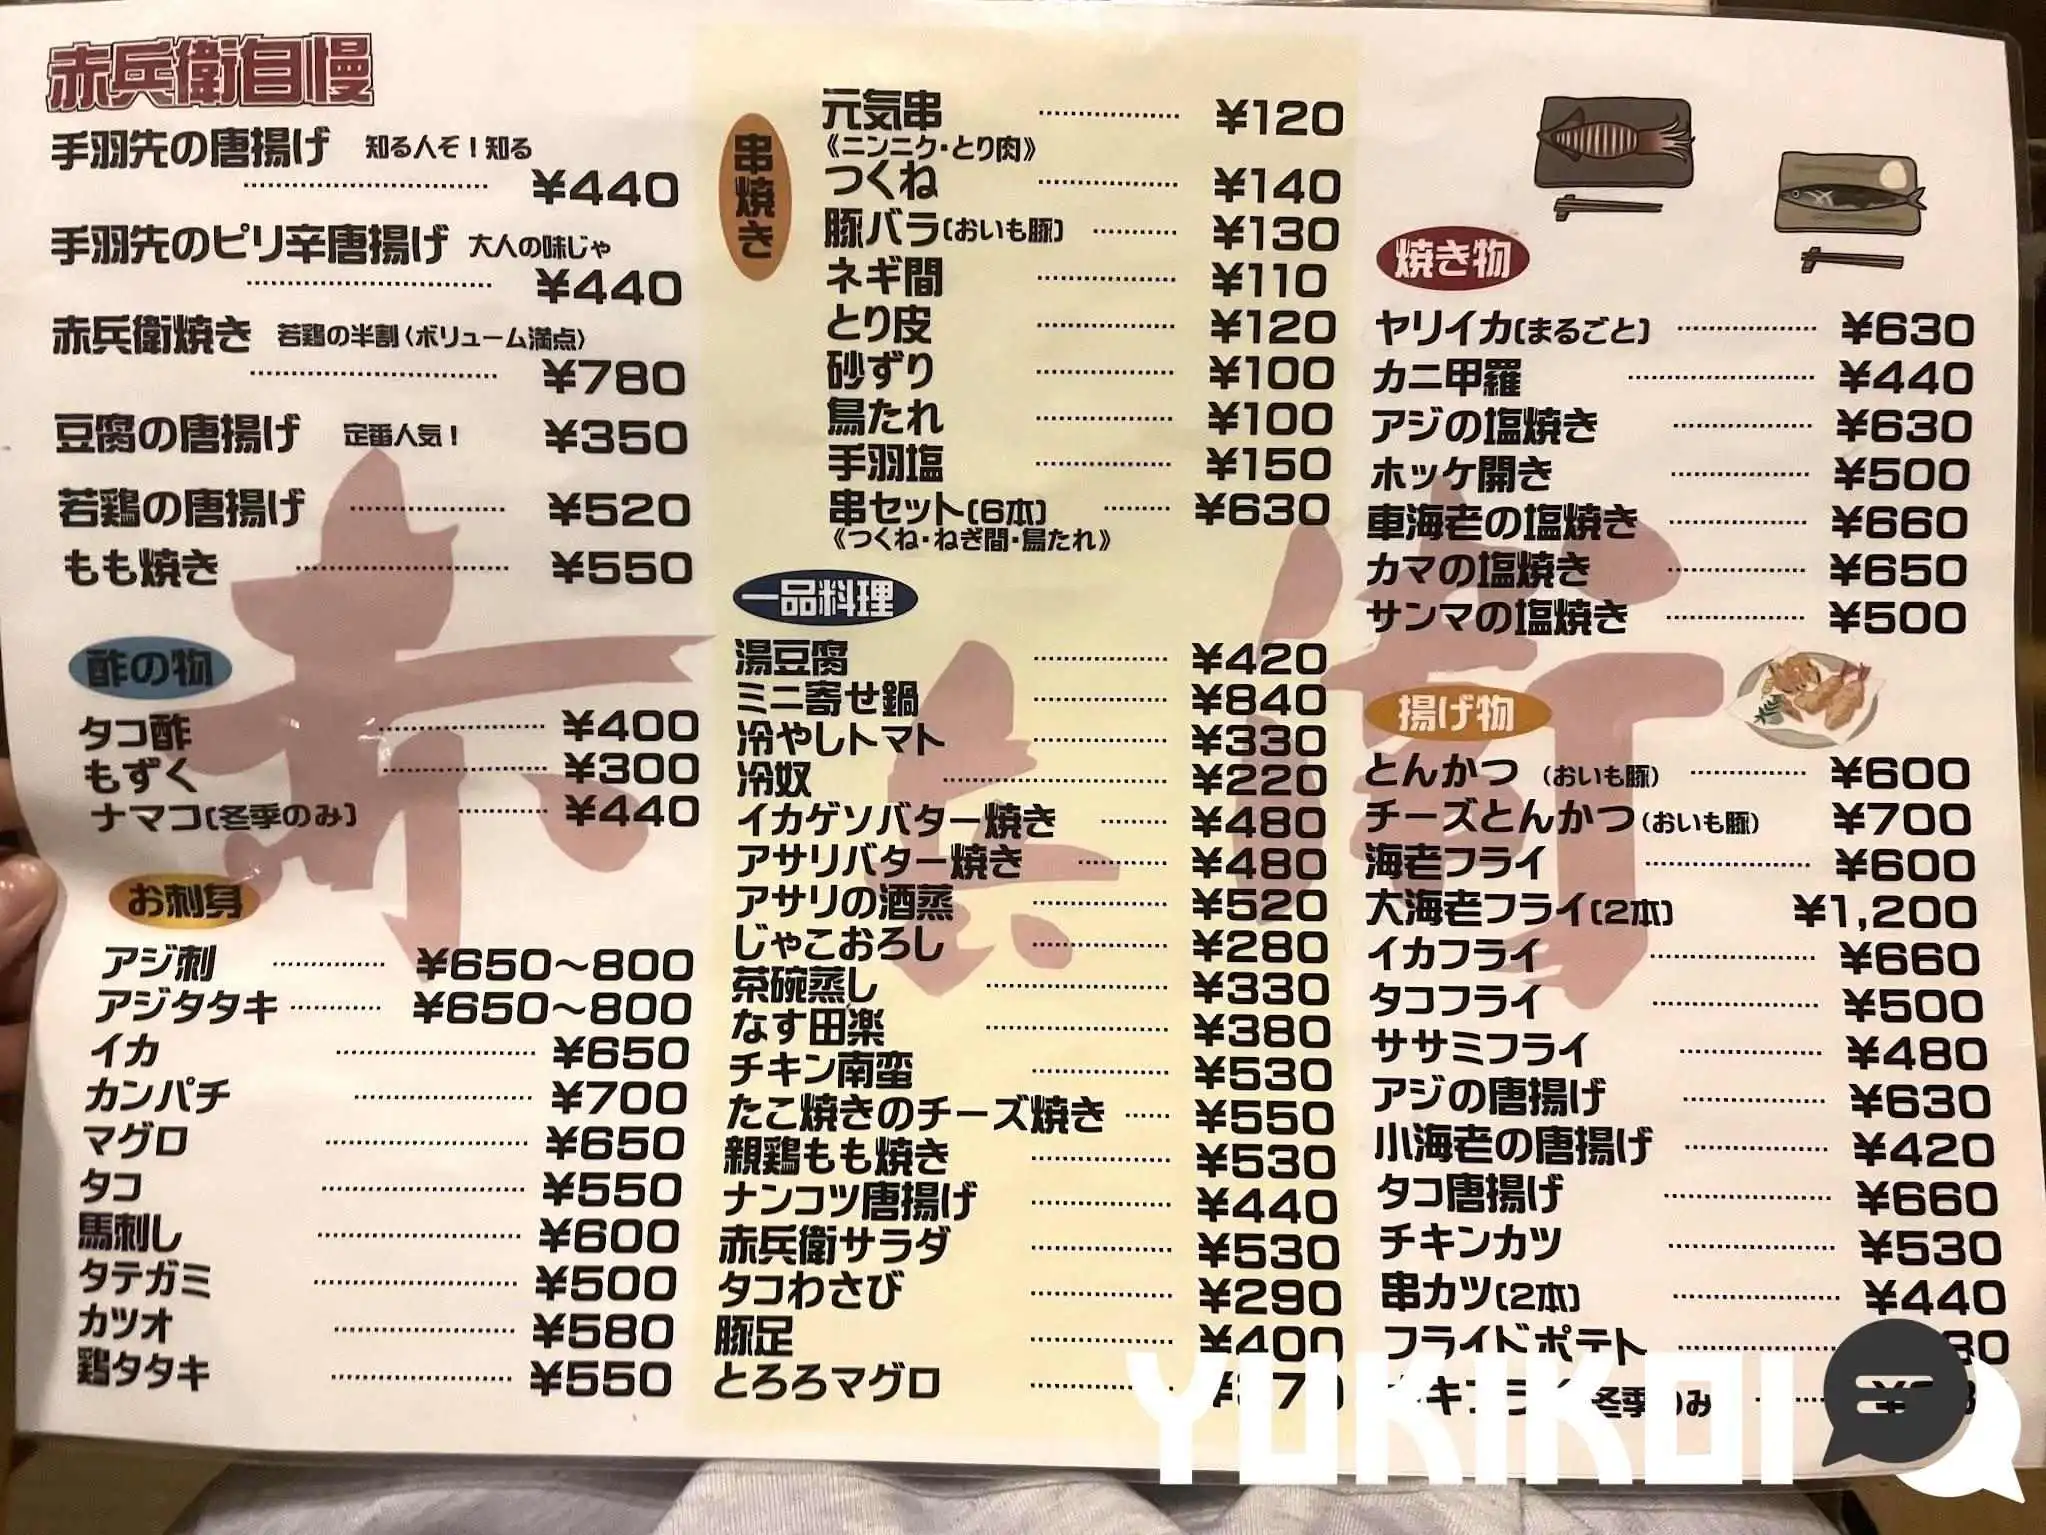 赤兵衛自慢
手羽先の唐揚げ 知る人ぞ!知る
¥440
手羽先のピリ辛唐揚げ 大人の味じゃ
¥440
赤兵衛焼き 若鶏の半割〈ボリューム満点〉
¥780
豆腐の唐揚げ 定番人気! ¥350
若鶏の唐揚げ ¥520
もも焼き ¥550
酢の物
タコ酢 ¥400
もずく ¥300
ナマコ〔冬季のみ〕 ¥440
お刺身
アジ刺 ¥650〜800
アジタタキ ¥650〜800
イカ ¥650
カンパチ ¥700
マグロ ¥650
タコ ¥550
馬刺し ¥600
タテガミ ¥500
カツオ ¥580
鶏タタキ ¥550
串焼き
元気串 ¥120
《ニンニク・とり肉》
つくね ¥140
豚バラ〔おいも豚〕 ¥130
ネギ間 ¥110
とり皮 ¥120
砂ずり ¥100
鳥たれ ¥100
手羽塩 ¥150
串セット〔6本〕 ¥630
《つくね・ねぎ間・鳥たれ》
一品料理
湯豆腐 ¥420
ミニ寄せ鍋 ¥840
冷やしトマト ¥330
冷奴 ¥220
イカゲソバター焼き ¥480
アサリバター焼き ¥480
アサリの酒蒸 ¥520
じゃこおろし ¥280
茶碗蒸し ¥330
なす田楽 ¥380
チキン南蛮 ¥530
たこ焼きのチーズ焼き ¥550
親鶏もも焼き ¥530
ナンコツ唐揚げ ¥440
赤兵衛サラダ ¥530
タコわさび ¥290
豚足 ¥400
とろろマグロ
焼き物
ヤリイカ〔まるごと〕 ¥630
カニ甲羅 ¥440
アジの塩焼き ¥630
ホッケ開き ¥500
車海老の塩焼き ¥660
カマの塩焼き ¥650
サンマの塩焼き ¥500
揚げ物
とんかつ (おいも豚) ¥600
チーズとんかつ(おいも豚) ¥700
海老フライ ¥600
大海老フライ〔2本〕 ¥1,200
イカフライ ¥660
タコフライ ¥500
ササミフライ ¥480
アジの唐揚げ ¥630
小海老の唐揚げ ¥420
タコ唐揚げ ¥660
チキンカツ ¥530
串カツ〔2本〕 ¥440
フライドポテト
冬季のみ
赤兵衛
YUKIKOI